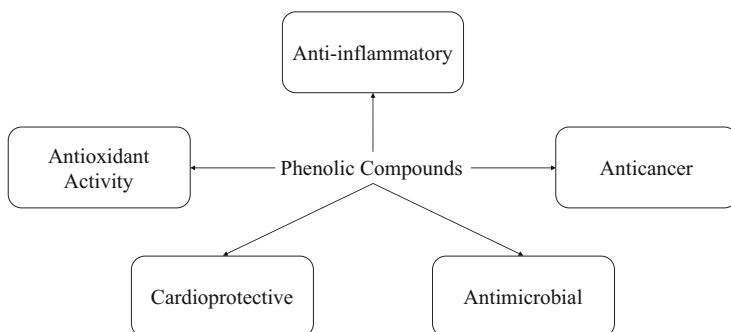 Anti-inflammatory
Antioxidant
Activity
Phenolic Compounds
Anticancer
Cardioprotective
Antimicrobial